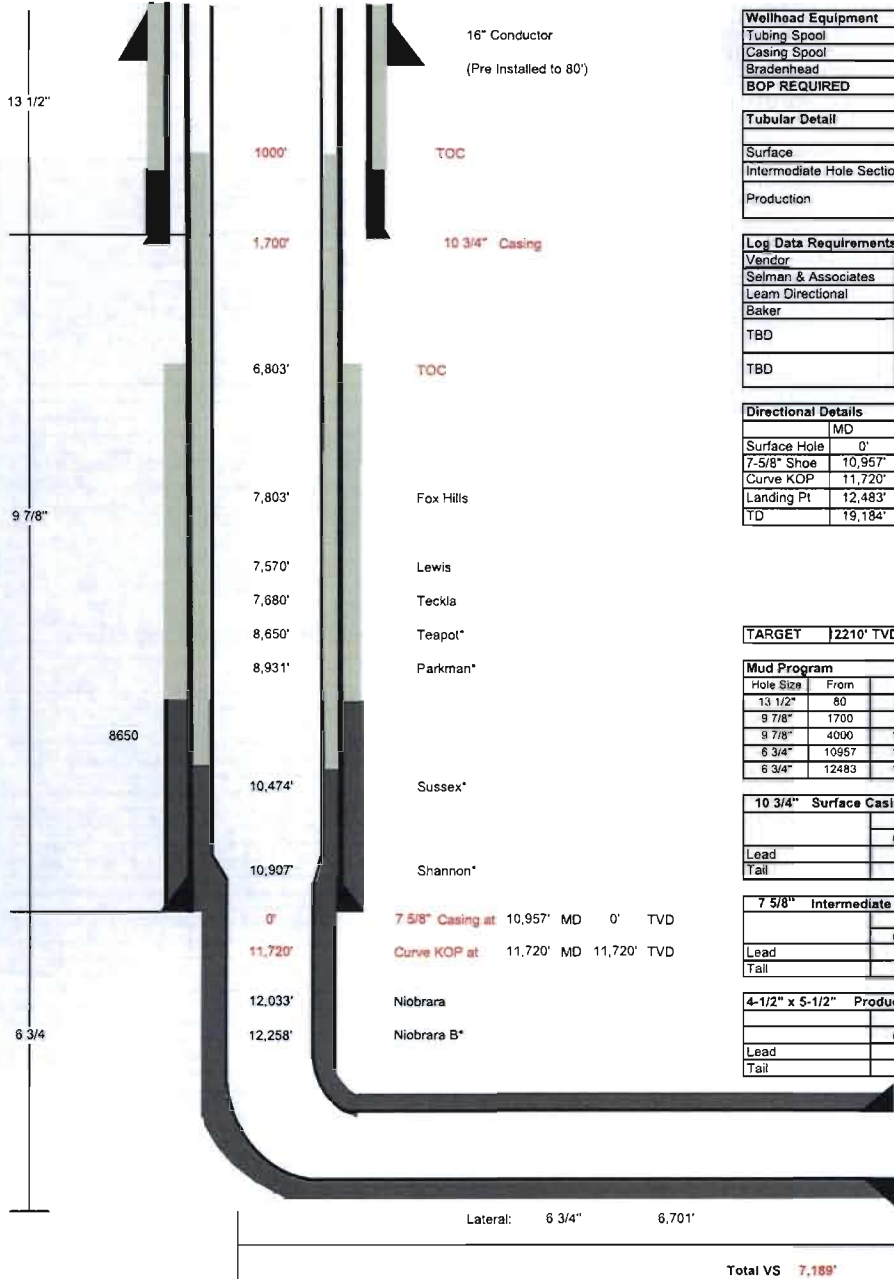 16" Conductor
(Pre Installed to 80')
13 1/2"
1000' TOC
1,700' 10 3/4" Casing
6,803' TOC
7,803' Fox Hills
9 7/8"
7,570' Lewis
7,680' Teckla
8,650' Teapot*
8,931' Parkman*
8650
10,474' Sussex*
10,907' Shannon*
0' 7 5/8" Casing at 10,957' MD 0' TVD
11,720' Curve KOP at 11,720' MD 11,720' TVD
12,033' Niobrara
6 3/4
12,258' Niobrara B*
Lateral: 6 3/4" 6,701'
Total VS 7,189'
Wellhead Equipment
Tubing Spool
Casing Spool
Bradenhead
BOP REQUIRED
Tubular Detail
Surface
Intermediate Hole Sectio
Production
Log Data Requirements
Vendor
Selman & Associates
Leam Directional
Baker
TBD
TBD
Directional Details
MD
Surface Hole 0'
7-5/8" Shoe 10,957'
Curve KOP 11,720'
Landing Pt 12,483'
TD 19,184'
TARGET 2210' TVD
Mud Program
Hole Size From
13 1/2" 80
9 7/8" 1700
9 7/8" 4000
6 3/4" 10957
6 3/4" 12483
10 3/4" Surface Casi
Lead
Tail
7 5/8" Intermediate
Lead
Tail
4-1/2" x 5-1/2" Produ
Lead
Tail